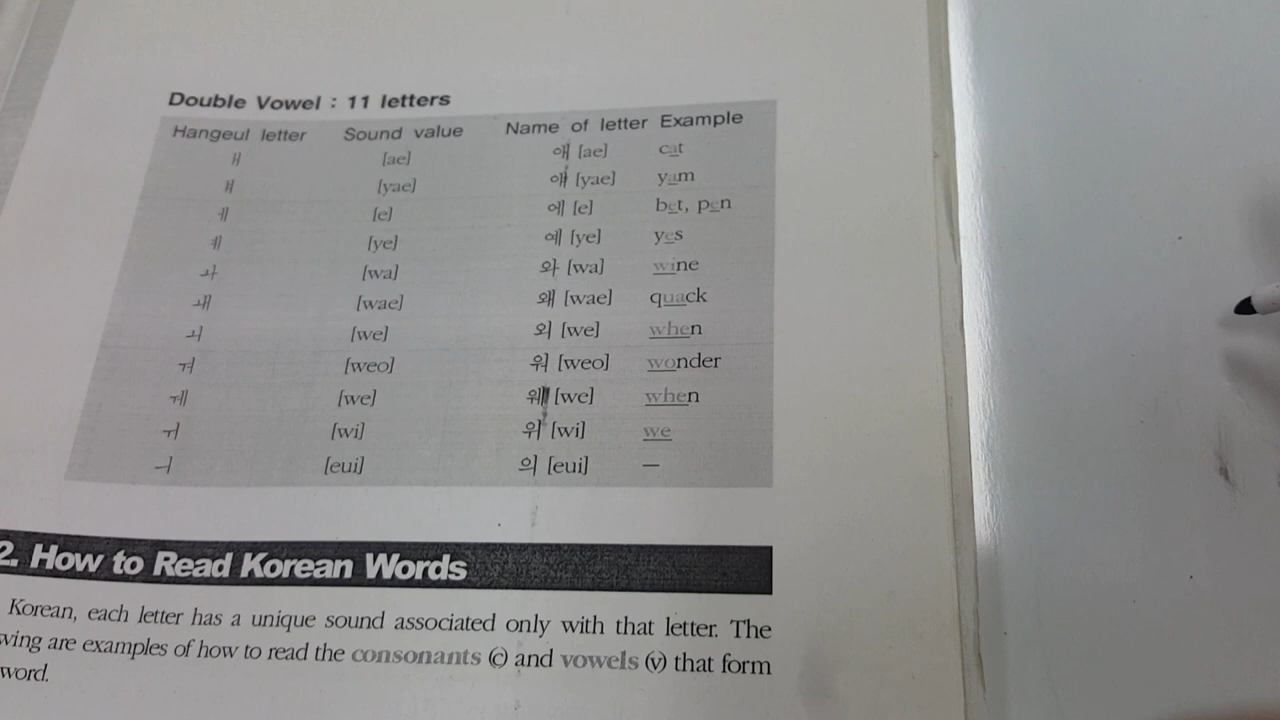 Double Vowel : 11 letters
Hangeul letter Sound value Name of letter Example
ㅐ [ae] 애 [ae] cat
ㅒ [yae] 얘 [yae] yam
ㅔ [e] 에 [e] bet, pen
ㅖ [ye] 예 [ye] yes
ㅘ [wa] 와 [wa] wine
ㅙ [wae] 왜 [wae] quack
ㅚ [we] 외 [we] when
ㅝ [weo] 워 [weo] wonder
ㅞ [we] 웨 [we] when
ㅟ [wi] 위 [wi] we
ㅢ [eui] 의 [eui] —
2. How to Read Korean Words
Korean, each letter has a unique sound associated only with that letter. The
wing are examples of how to read the consonants ⓒ and vowels ⓥ that form
word.